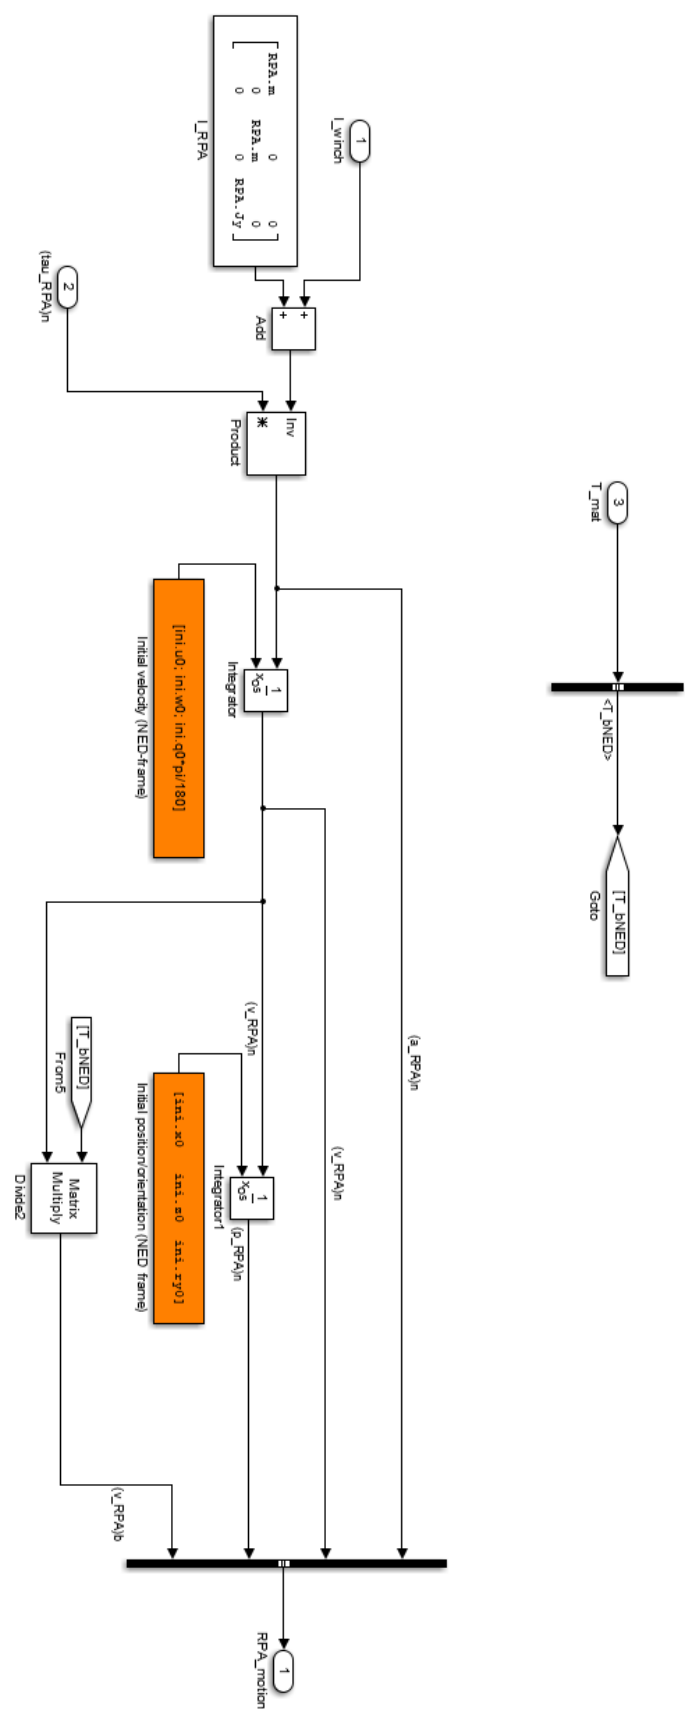 3
T_mat
<T_bNED>
[T_bNED]
Goto
1
I_winch
RPA.m 0 0
0 RPA.m 0
0 0 RPA.Jy
I_RPA
+
+
Add
2
(tau_RPA)n
Inv
*
Product
(a_RPA)n
1
s
xo
Integrator
[ini.u0; ini.w0; ini.q0*pi/180]
Initial velocity (NED-frame)
(v_RPA)n
(v_RPA)n
1
s
xo
Integrator1
(p_RPA)n
[ini.x0 ini.z0 ini.ry0]
Initial position/orientation (NED frame)
[T_bNED]
From5
Matrix
Multiply
Divide2
(v_RPA)b
1
RPA_motion